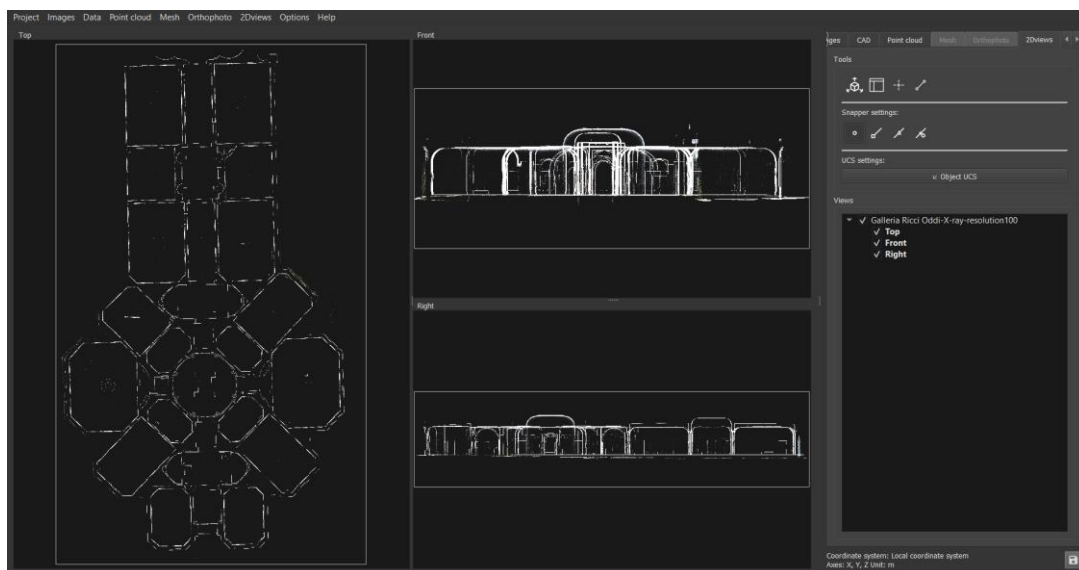 Project Images Data Point cloud Mesh Orthophoto 2Dviews Options Help
Top
Front
Right
ages CAD Point cloud Mesh Orthophoto 2Dviews
Tools
Snapper settings:
UCS settings:
Object UCS
Views
Galleria Ricci Oddi-X-ray-resolution100
Top
Front
Right
Coordinate system: Local coordinate system
Axes: X, Y, Z Unit: m